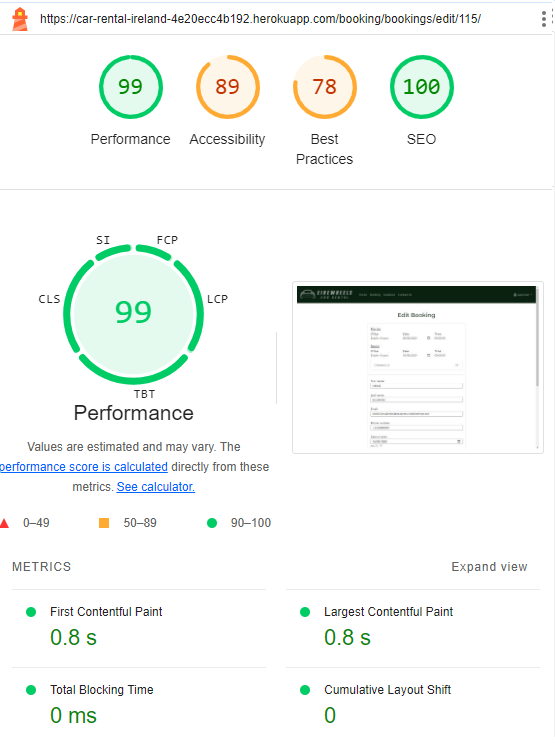 https://car-rental-ireland-4e20ecc4b192.herokuapp.com/booking/bookings/edit/115/
99 89 78 100
Performance Accessibility Best Practices SEO
SI FCP
CLS LCP
99
TBT
Performance
Values are estimated and may vary. The
performance score is calculated directly from these
metrics. See calculator.
0–49 50–89 90–100
Edit Booking
METRICS Expand view
First Contentful Paint Largest Contentful Paint
0.8 s 0.8 s
Total Blocking Time Cumulative Layout Shift
0 ms 0